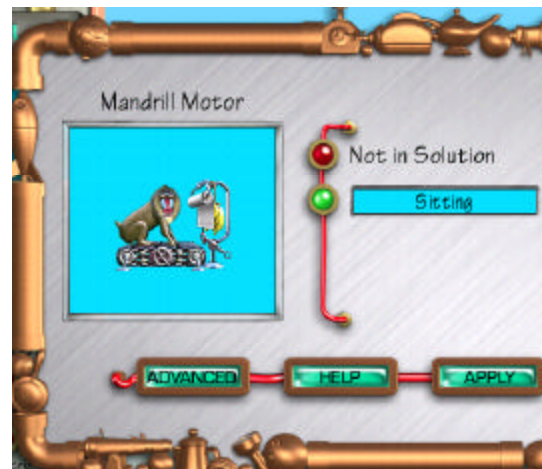 Mandrill Motor
Not in Solution
Sitting
ADVANCED
HELP
APPLY